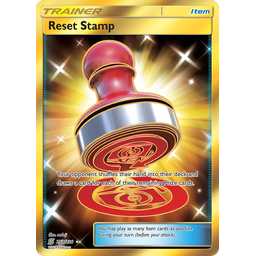 TRAINER
Item
Reset Stamp
Your opponent shuffles their hand into their deck and
draws a card for each of their remaining Prize cards.
You may play as many Item cards as you like
during your turn (before your attack).